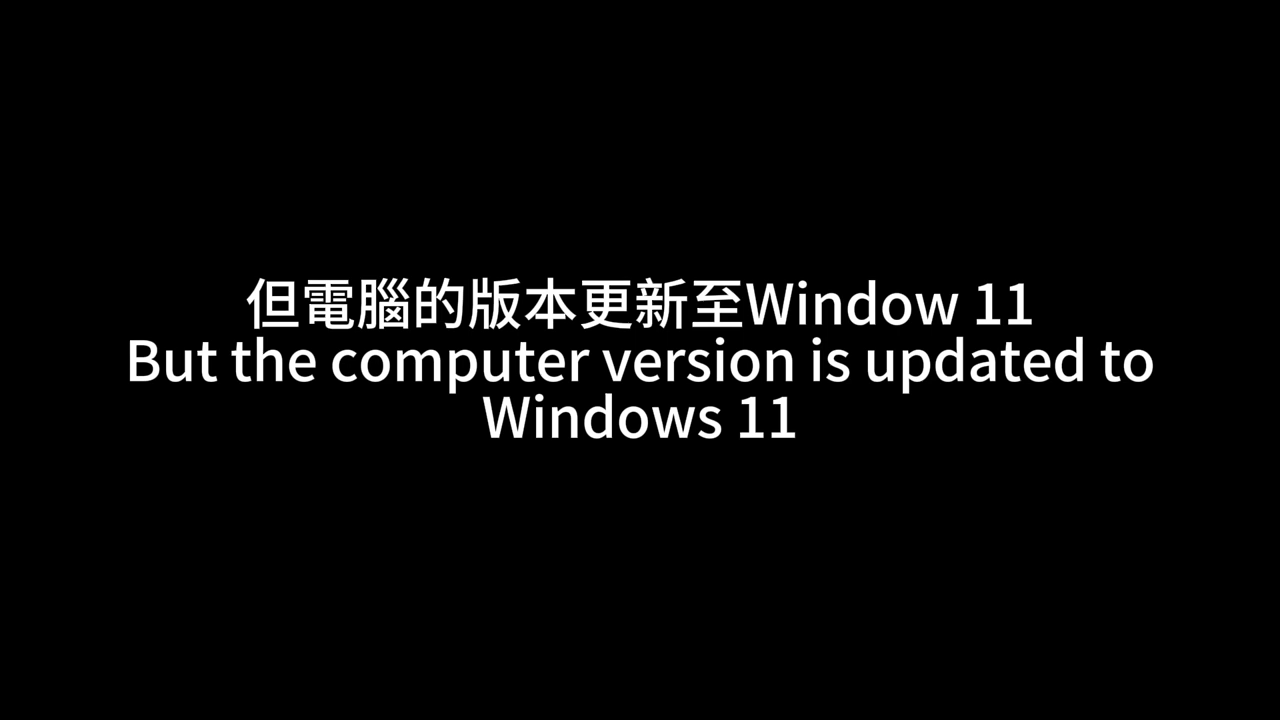 但電腦的版本更新至Window 11
But the computer version is updated to
Windows 11